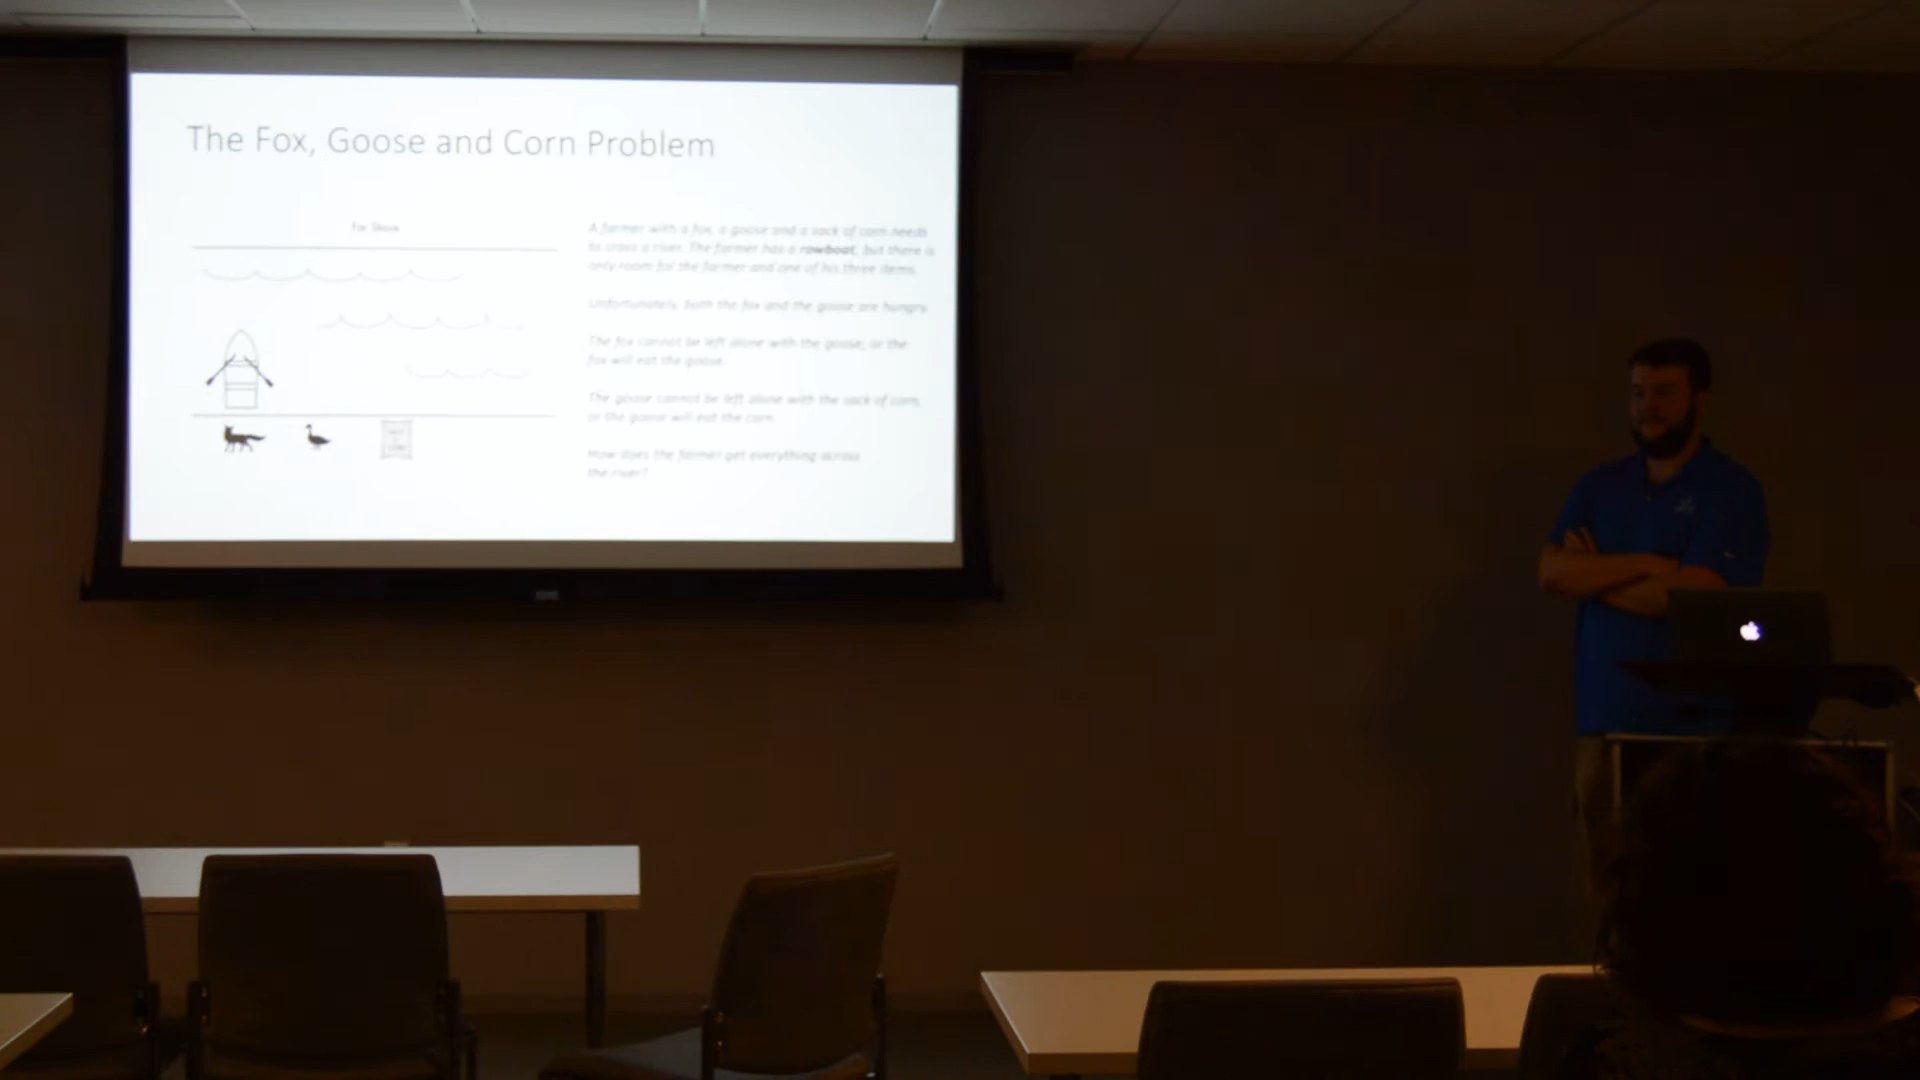 The Fox, Goose and Corn Problem
Far Shore
A farmer with a fox, a goose and a sack of corn needs
to cross a river. The farmer has a rowboat, but there is
only room for the farmer and one of his three items.
Unfortunately, both the fox and the goose are hungry.
The fox cannot be left alone with the goose, or the
fox will eat the goose.
The goose cannot be left alone with the sack of corn,
or the goose will eat the corn.
How does the farmer get everything across
the river?